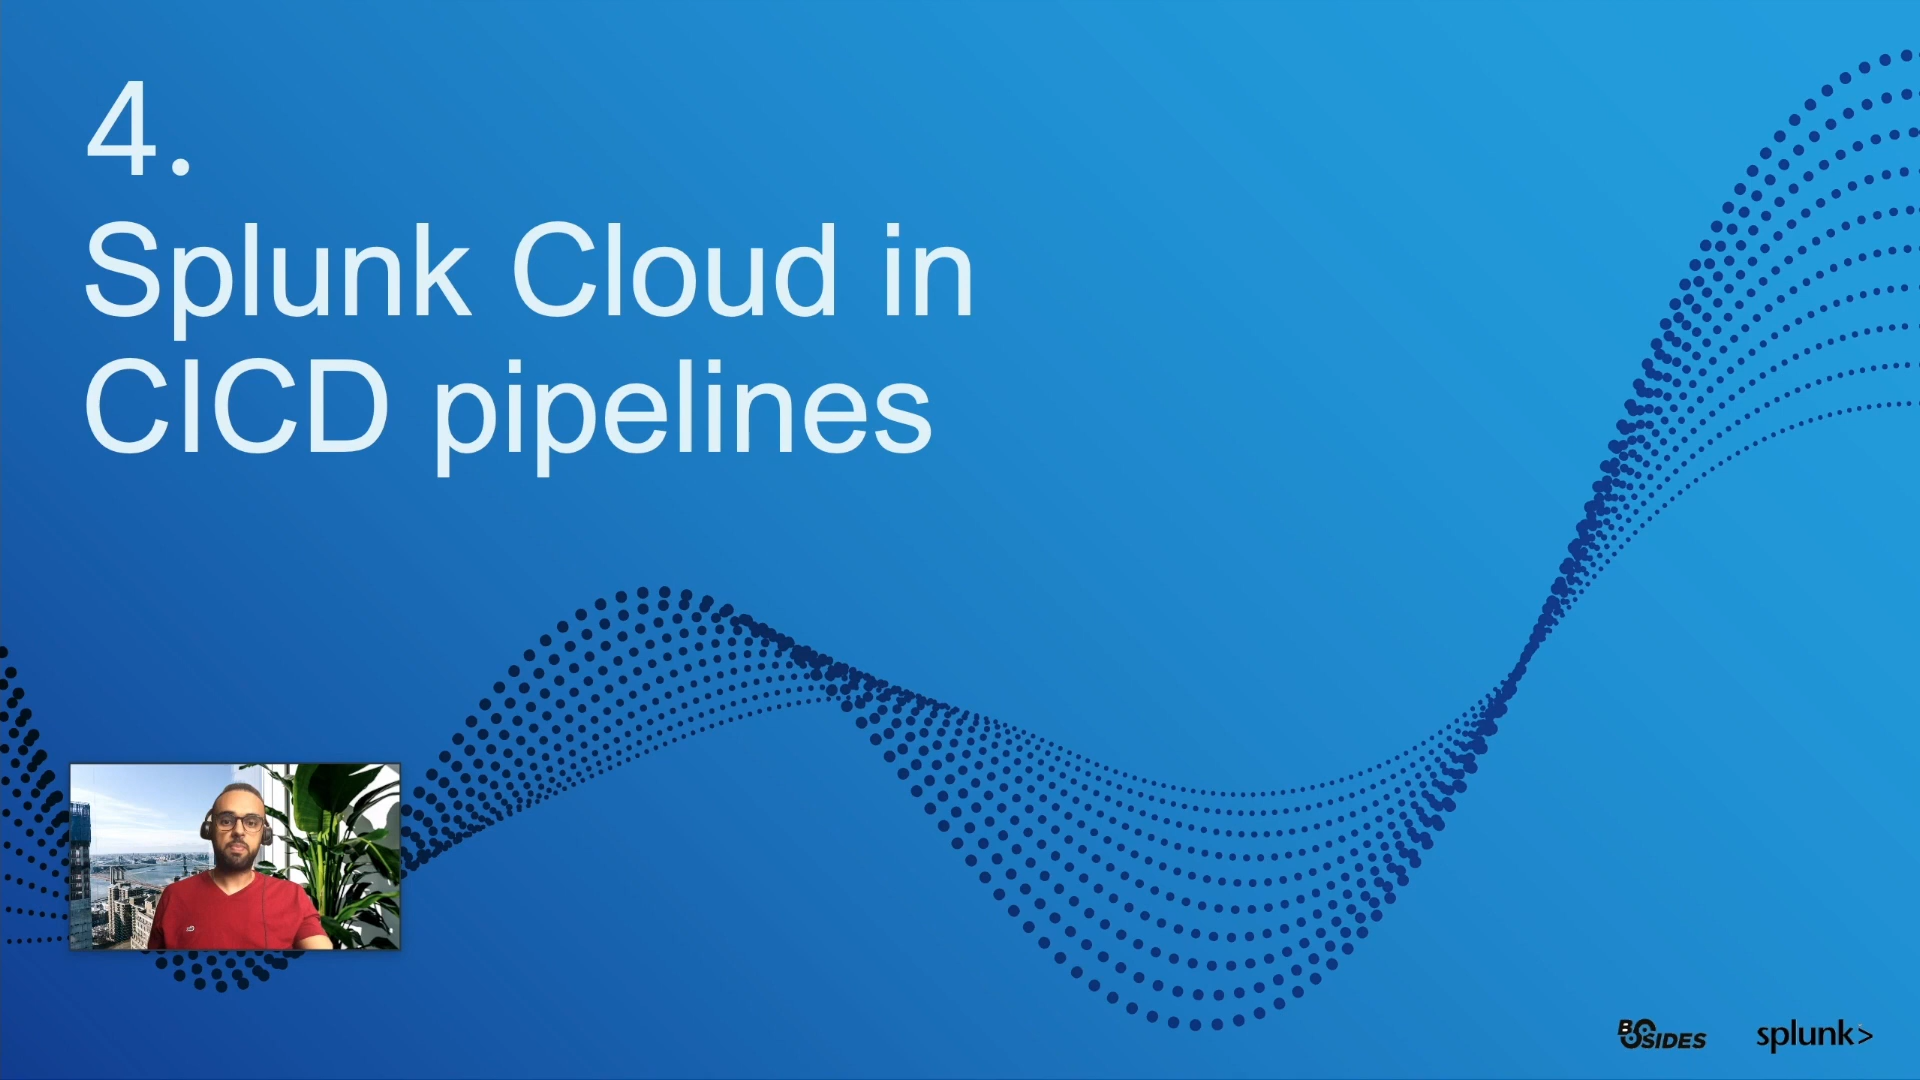 4.
Splunk Cloud in
CICD pipelines
BSIDES
splunk>